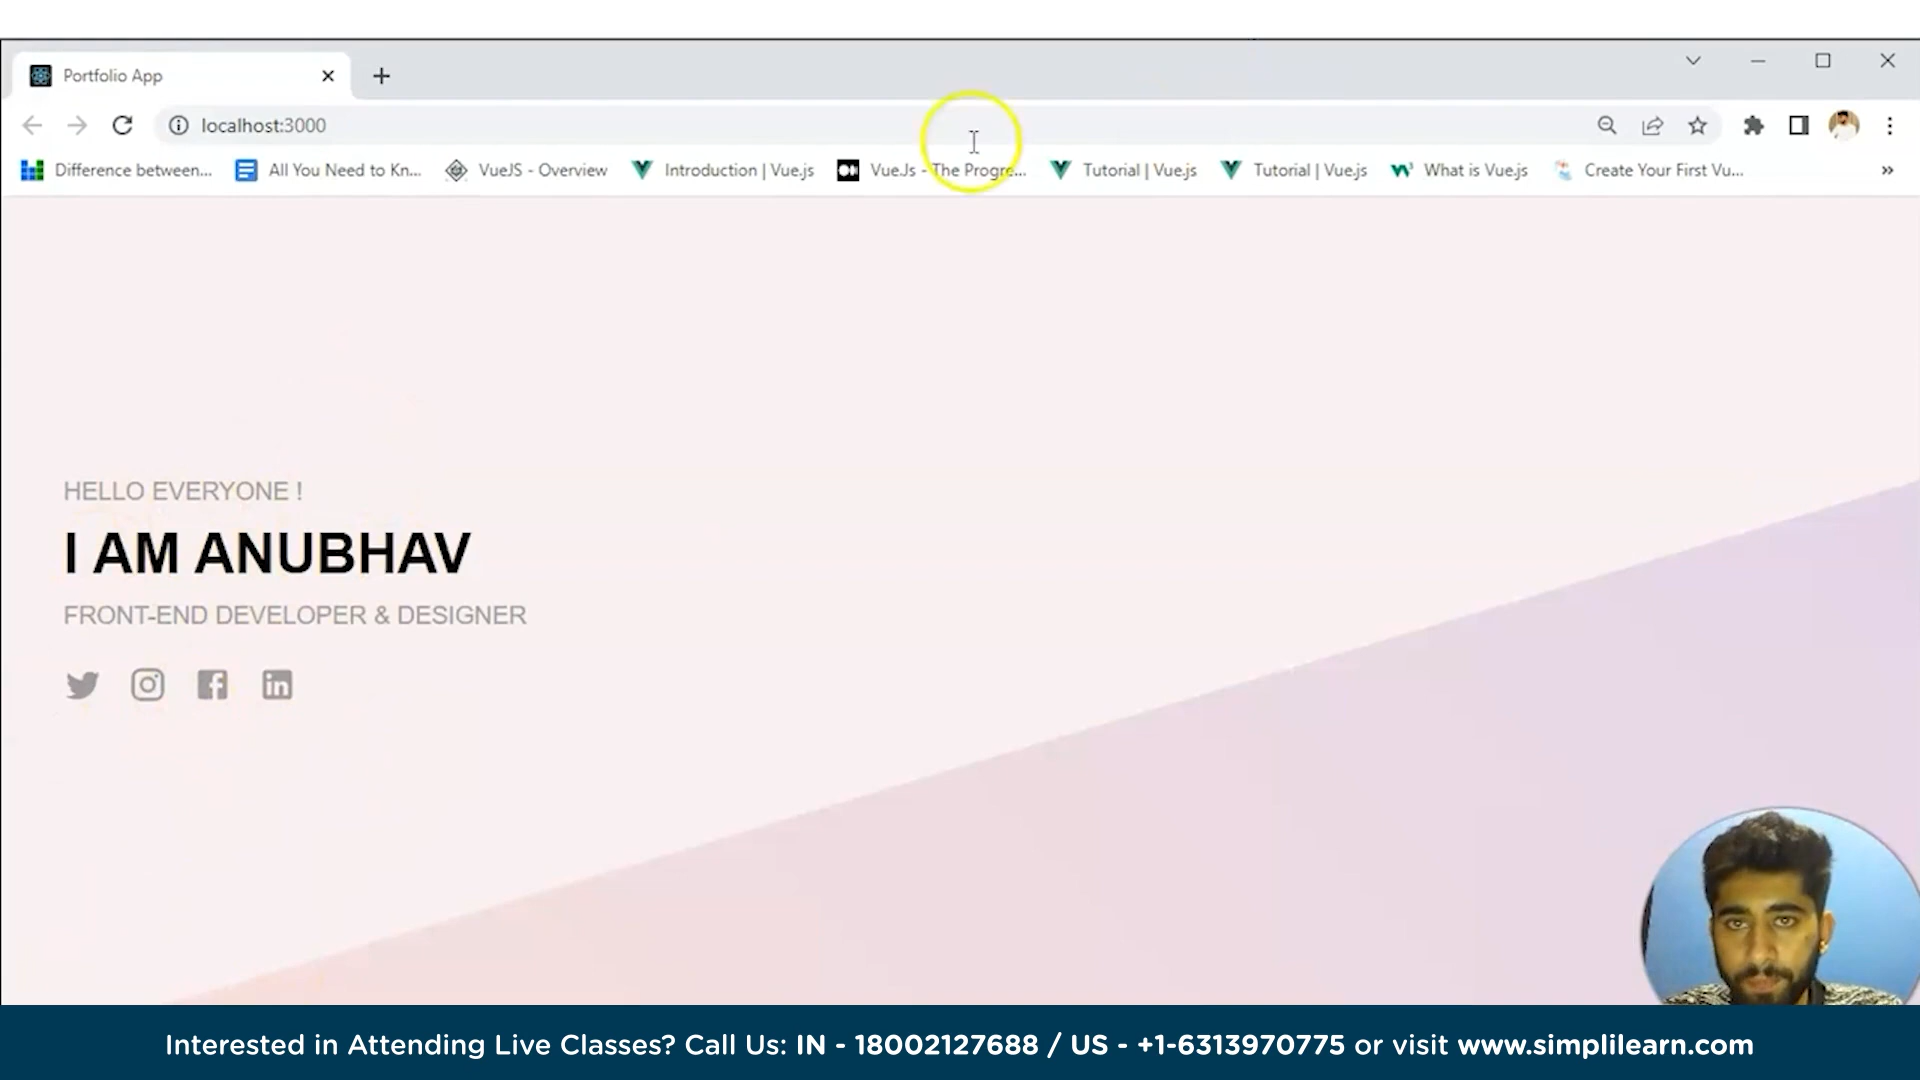 Portfolio App
localhost:3000
Difference between... All You Need to Kn... VueJS - Overview Introduction | Vue.js VueJs - The Progre... Tutorial | Vue.js Tutorial | Vue.js What is Vue.js Create Your First Vu... »
HELLO EVERYONE !
I AM ANUBHAV
FRONT-END DEVELOPER & DESIGNER
Interested in Attending Live Classes? Call Us: IN - 18002127688 / US - +1-6313970775 or visit www.simplilearn.com